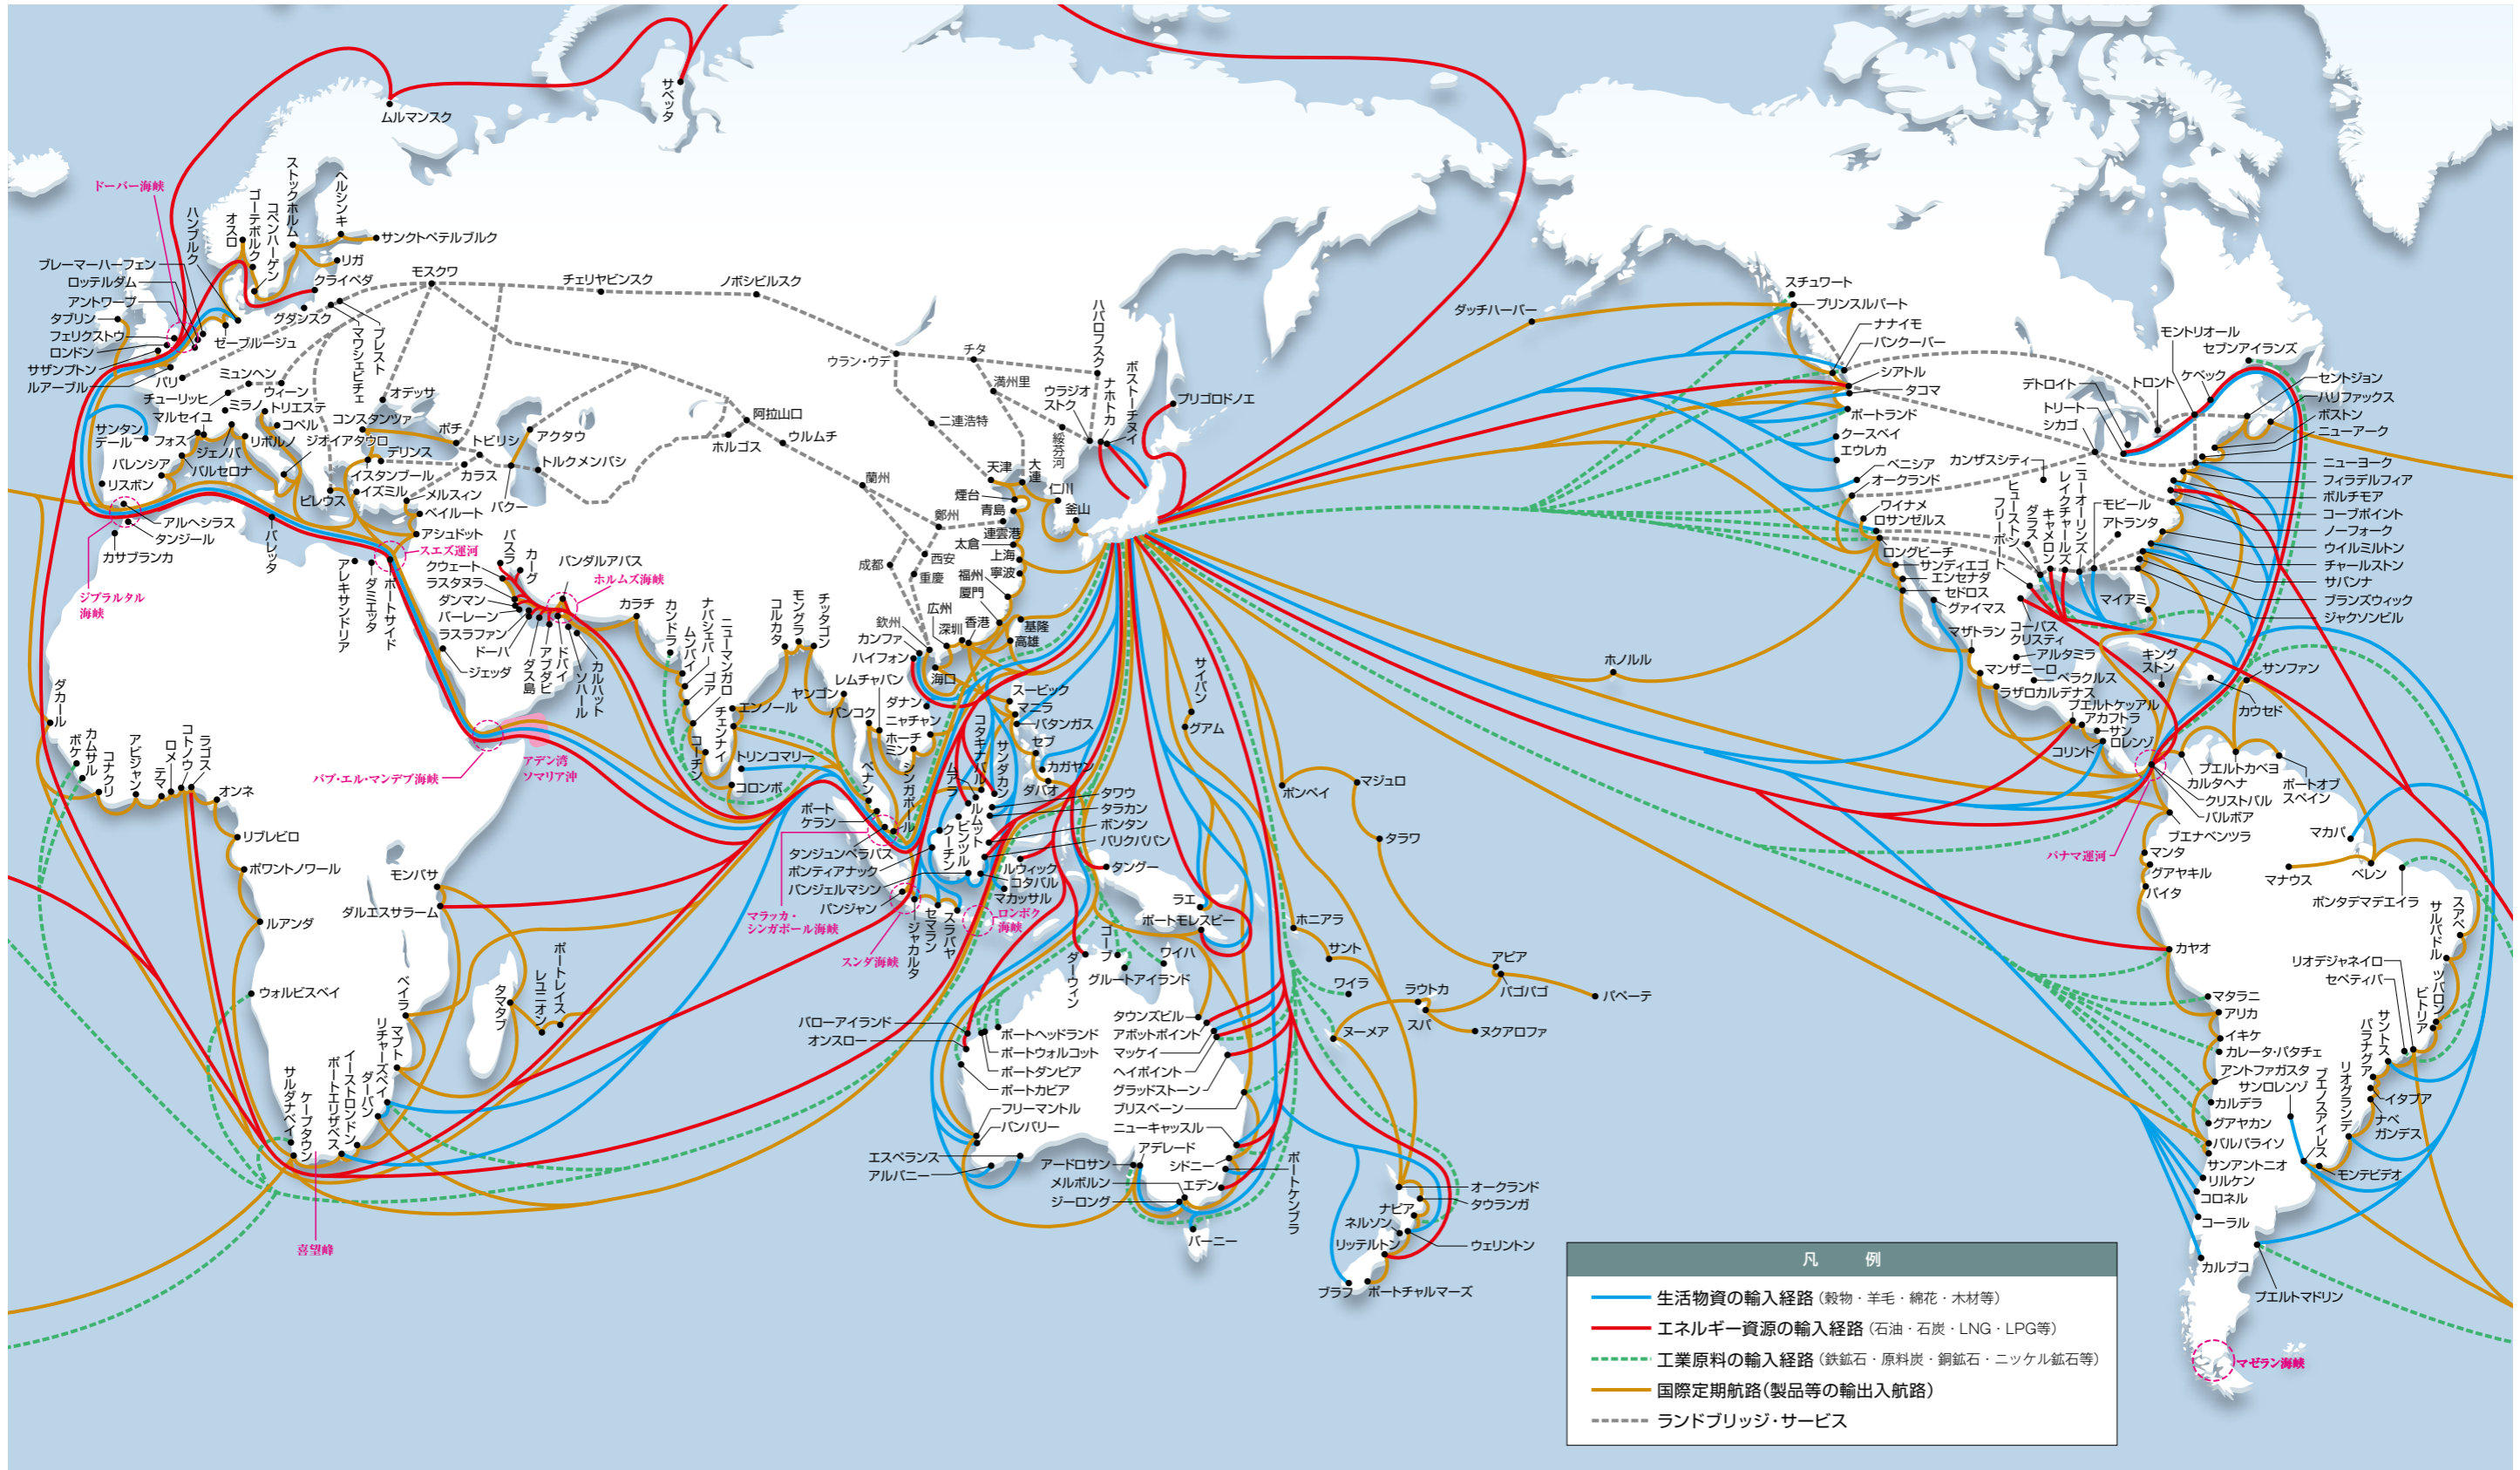 ムルマンスク
サベッタ
ドーバー海峡
ハンブルク
オスロ
ゴーテボルク
コペンハーゲン
ストックホルム
ヘルシンキ
サンクトペテルブルク
リガ
クライペダ
ブレーマーハーフェン
ロッテルダム
アントワープ
ダブリン
フェリクストウ
ロンドン
サザンプトン
ルアーブル
パリ
ゼーブルージュ
グダンスク
マワシェビチェ
ブレスト
モスクワ
チェリヤビンスク
ノボシビルスク
ウラン・ウデ
チタ
満州里
ハバロフスク
ウラジオ
ストク
ナホトカ
ボストーチヌイ
プリゴロドノエ
綏芬河
二連浩特
ミュンヘン
チューリッヒ
ウィーン
マルセイユ
ミラノ
トリエステ
コペル
フォス
ジェノバ
リボルノ
ジオイアタウロ
サンタン
デール
バレンシア
バルセロナ
リスボン
アルヘシラス
タンジール
カサブランカ
ジブラルタル
海峡
オデッサ
コンスタンツァ
ポチ
トビリシ
アクタウ
デリンス
カラス
トルクメンバシ
イスタンブール
イズミル
ピレウス
メルスィン
バクー
ベイルート
アシュドット
バレッタ
スエズ運河
アレキサンドリア
ダミエッタ
ポートサイド
阿拉山口
ホルゴス
ウルムチ
蘭州
鄭州
西安
成都
重慶
天津
大連
仁川
煙台
青島
釜山
連雲港
太倉
上海
寧波
福州
厦門
広州
深圳
香港
基隆
高雄
欽州
カンファ
ハイフォン
海口
バスラ
カーグ
バンダルアバス
クウェート
ラスタヌラ
ダンマン
バーレーン
ラスラファン
ドーハ
ダス島
アブダビ
ドバイ
ソハール
カルハット
ホルムズ海峡
ジェッダ
バブ・エル・マンデブ海峡
アデン湾
ソマリア沖
カラチ
カンドラ
ムンバイ
ナバシェバ
ゴア
ニューマンガロ
コーチン
チェンナイ
エンノール
トリンコマリー
コロンボ
コルカタ
モングラ
チッタゴン
ヤンゴン
レムチャバン
バンコク
ダナン
ニャチャン
ホーチ
ミン
ペナン
ポート
ケラン
シンガポール
タンジュンペラパス
ポンティアナック
バンジェルマシン
パンジャン
マラッカ・
シンガポール海峡
スンダ海峡
ジャカルタ
セマラン
スラバヤ
ロンボク
海峡
スービック
マニラ
バタンガス
セブ
カガヤン
ダバオ
コタキナバル
サンダカン
ムアラ
ルムット
ビンツル
クーチン
タワウ
タラカン
ボンタン
バリクパパン
ルウィック
コタバル
マカッサル
タングー
サイパン
グアム
ポンペイ
マジュロ
タラワ
ラエ
ポートモレスビー
ホニアラ
サント
ワイラ
ヌーメア
ラウトカ
スバ
アピア
パゴパゴ
パペーテ
ヌクアロファ
ダーウィン
ゴーブ
ワイハ
グルートアイランド
バローアイランド
オンスロー
ポートヘッドランド
ポートウォルコット
ポートダンピア
ポートカビア
フリーマントル
バンバリー
エスペランス
アルバニー
タウンズビル
アボットポイント
マッケイ
ヘイポイント
グラッドストーン
ブリスベーン
ニューキャッスル
アデレード
アードロサン
シドニー
メルボルン
エデン
ジーロング
ポートケンブラ
バーニー
オークランド
タウランガ
ナピア
ネルソン
リッテルトン
ウェリントン
ブラフ
ポートチャルマーズ
ダカール
ボケ
カムサル
コナクリ
アビジャン
テマ
ロメ
コトノウ
ラゴス
オンネ
リブレビロ
ポワントノワール
ルアンダ
ウォルビスベイ
サルダナベイ
ケープタウン
ポートエリザベス
イーストロンドン
ダーバン
リチャーズベイ
マプト
ベイラ
モンバサ
ダルエスサラーム
タマタブ
レユニオン
ポートレイス
喜望峰
ダッチハーバー
ホノルル
スチュワート
プリンスルパート
ナナイモ
バンクーバー
シアトル
タコマ
ポートランド
クースベイ
エウレカ
ベニシア
オークランド
ワイナメ
ロサンゼルス
ロングビーチ
サンディエゴ
エンセナダ
セドロス
グァイマス
マザトラン
マンザニーロ
ラザロカルデナス
カンザスシティ
フリーポート
ヒューストン
ダラス
キャメロン
レイクチャールズ
ニューオーリンズ
モビール
アトランタ
コーパス
クリスティ
アルタミラ
ベラクルス
マイアミ
プエルトケッアル
アカフトラ
サン
ロレンゾ
コリント
キング
ストン
モントリオール
セブンアイランズ
デトロイト
トロント
ケベック
トリート
シカゴ
セントジョン
ハリファックス
ボストン
ニューアーク
ニューヨーク
フィラデルフィア
ボルチモア
コーブポイント
ノーフォーク
ウイルミルトン
チャールストン
サバンナ
ブランズウィック
ジャクソンビル
サンファン
カウセド
プエルトカベヨ
カルタヘナ
ポートオブ
スペイン
クリストバル
バルボア
パナマ運河
ブエナベンツラ
マンタ
グアヤキル
パイタ
カヤオ
マカパ
マナウス
ベレン
ポンタデマデエイラ
スアペ
サルバドル
リオデジャネイロ
セペティバ
ツバロン
ビトリア
サントス
パラナグア
リオグランデ
ブエノスアイレス
イタプア
ナベ
ガンデス
モンテビデオ
マタラニ
アリカ
イキケ
カレータ・パタチェ
アントファガスタ
サンロレンゾ
カルデラ
グアヤカン
バルパライソ
サンアントニオ
リルケン
コロネル
コーラル
カルブコ
プエルトマドリン
マゼラン海峡
凡 例
生活物資の輸入経路(穀物・羊毛・綿花・木材等)
エネルギー資源の輸入経路(石油・石炭・LNG・LPG等)
工業原料の輸入経路(鉄鉱石・原料炭・銅鉱石・ニッケル鉱石等)
国際定期航路(製品等の輸出入航路)
ランドブリッジ・サービス